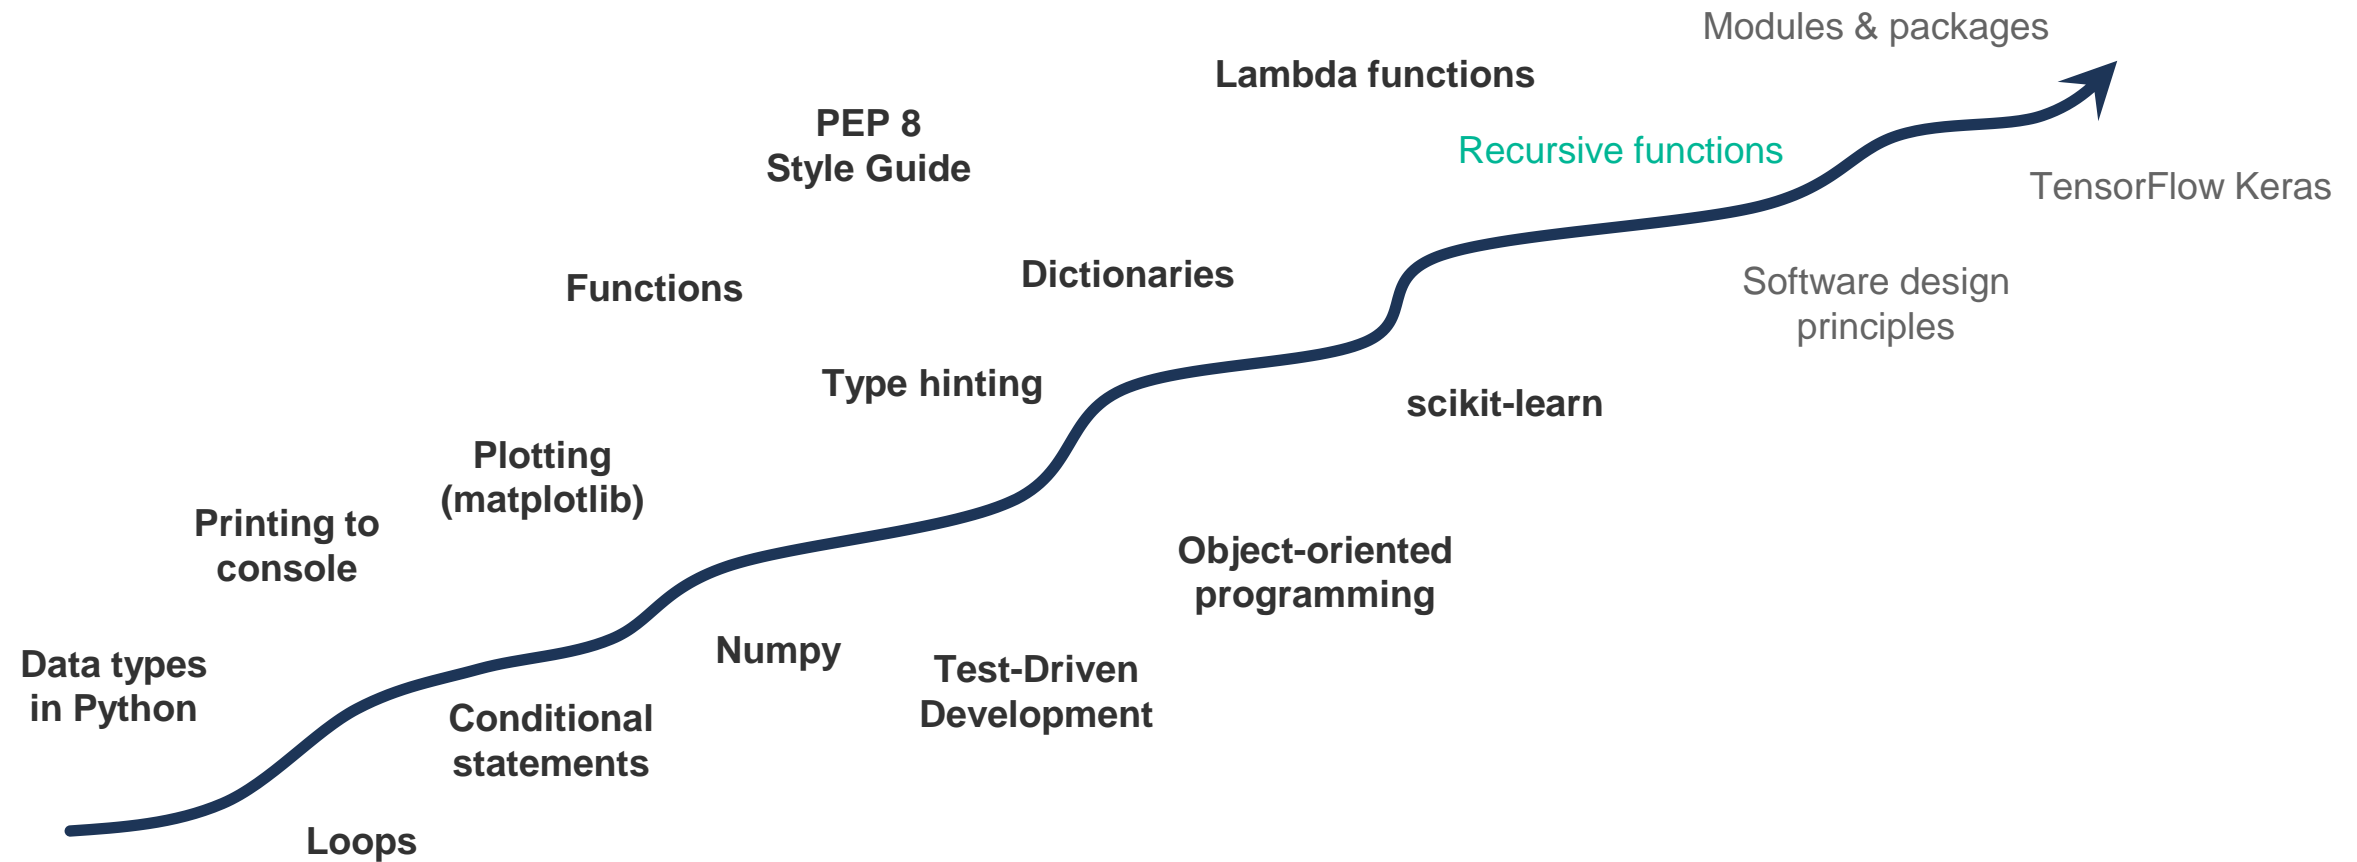 Modules & packages
Lambda functions
PEP 8
Style Guide
Recursive functions
TensorFlow Keras
Functions
Dictionaries
Software design
principles
Type hinting
scikit-learn
Plotting
(matplotlib)
Printing to
console
Object-oriented
programming
Data types
in Python
Numpy
Test-Driven
Development
Conditional
statements
Loops